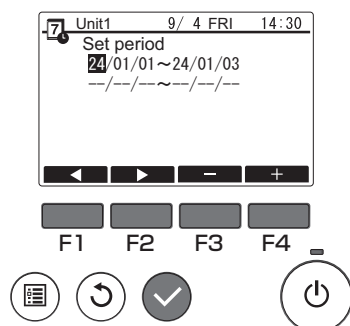 7 Unit1 9/ 4 FRI 14:30
Set period
24/01/01～24/01/03
--/--/--～--/--/--
◀ ▶ － ＋
F1 F2 F3 F4